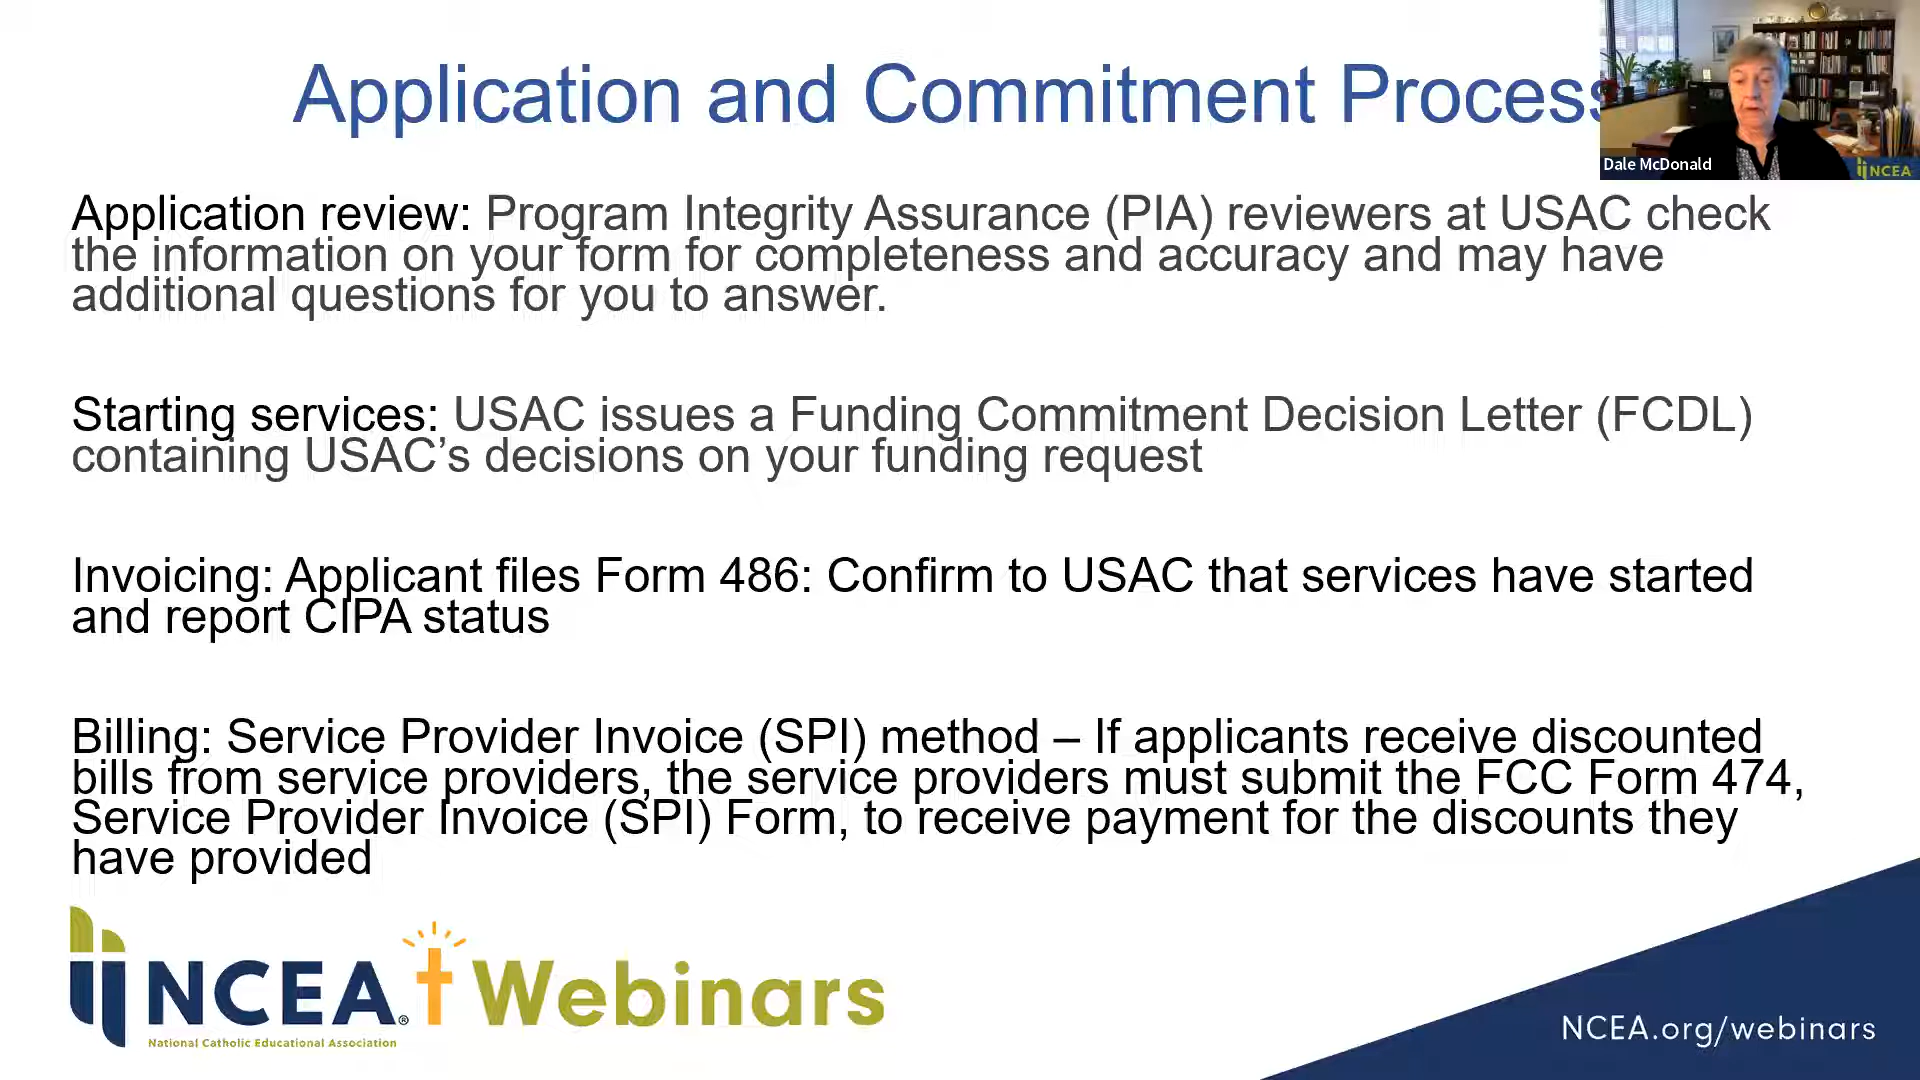 Application and Commitment Process
Dale McDonald
NCEA
Application review: Program Integrity Assurance (PIA) reviewers at USAC check
the information on your form for completeness and accuracy and may have
additional questions for you to answer.
Starting services: USAC issues a Funding Commitment Decision Letter (FCDL)
containing USAC’s decisions on your funding request
Invoicing: Applicant files Form 486: Confirm to USAC that services have started
and report CIPA status
Billing: Service Provider Invoice (SPI) method – If applicants receive discounted
bills from service providers, the service providers must submit the FCC Form 474,
Service Provider Invoice (SPI) Form, to receive payment for the discounts they
have provided
NCEA® Webinars
National Catholic Educational Association
NCEA.org/webinars